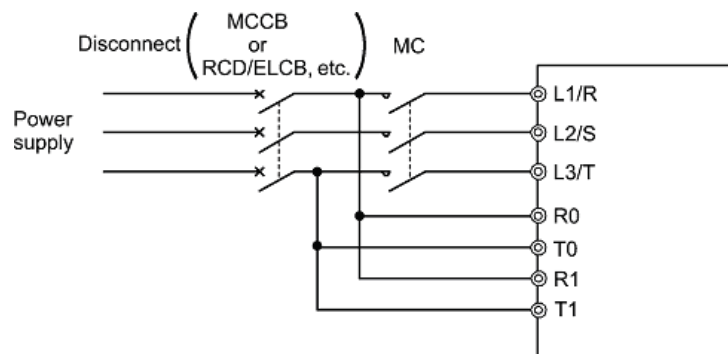 MCCB
Disconnect ( or ) MC
RCD/ELCB, etc.
Power
supply
L1/R
L2/S
L3/T
R0
T0
R1
T1